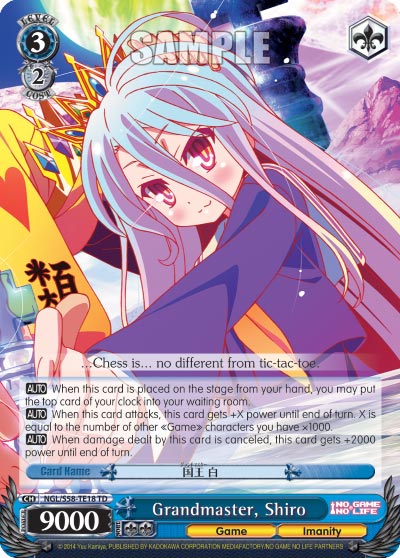 LEVEL
3
2
COST
SAMPLE
…Chess is… no different from tic-tac-toe.
AUTO When this card is placed on the stage from your hand, you may put
the top card of your clock into your waiting room.
AUTO When this card attacks, this card gets +X power until end of turn. X is
equal to the number of other «Game» characters you have ×1000.
AUTO When damage dealt by this card is canceled, this card gets +2000
power until end of turn.
Card Name
国王 白
CH
NGL/S58-TE18 TD
POWER
9000
Grandmaster, Shiro
NO GAME
NO LIFE
Game
Imanity
© 2014 Yuu Kamiya, PUBLISHED BY KADOKAWA CORPORATION MEDIAFACTORY/NO GAME NO LIFE PARTNERS